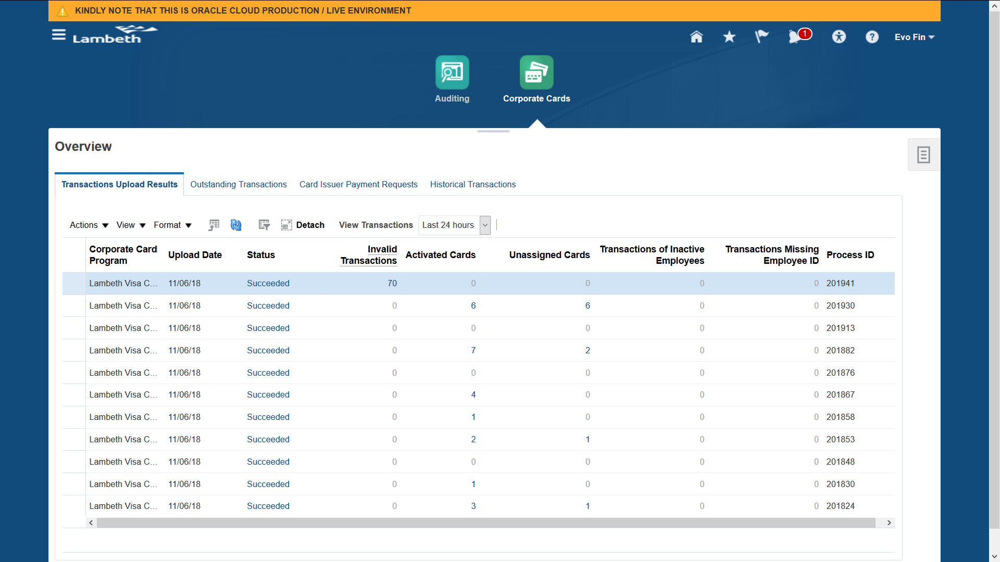 KINDLY NOTE THAT THIS IS ORACLE CLOUD PRODUCTION / LIVE ENVIRONMENT
Lambeth
1
Evo Fin
Auditing
Corporate Cards
Overview
Transactions Upload Results Outstanding Transactions Card Issuer Payment Requests Historical Transactions
Actions View Format Detach View Transactions Last 24 hours
Corporate Card Program Upload Date Status Invalid Transactions Activated Cards Unassigned Cards Transactions of Inactive Employees Transactions Missing Employee ID Process ID
Lambeth Visa C... 11/06/18 Succeeded 70 0 0 0 0 201941
Lambeth Visa C... 11/06/18 Succeeded 0 6 6 0 0 201930
Lambeth Visa C... 11/06/18 Succeeded 0 0 0 0 0 201913
Lambeth Visa C... 11/06/18 Succeeded 0 7 2 0 0 201882
Lambeth Visa C... 11/06/18 Succeeded 0 0 0 0 0 201876
Lambeth Visa C... 11/06/18 Succeeded 0 4 0 0 0 201867
Lambeth Visa C... 11/06/18 Succeeded 0 1 0 0 0 201858
Lambeth Visa C... 11/06/18 Succeeded 0 2 1 0 0 201853
Lambeth Visa C... 11/06/18 Succeeded 0 0 0 0 0 201848
Lambeth Visa C... 11/06/18 Succeeded 0 1 0 0 0 201830
Lambeth Visa C... 11/06/18 Succeeded 0 3 1 0 0 201824